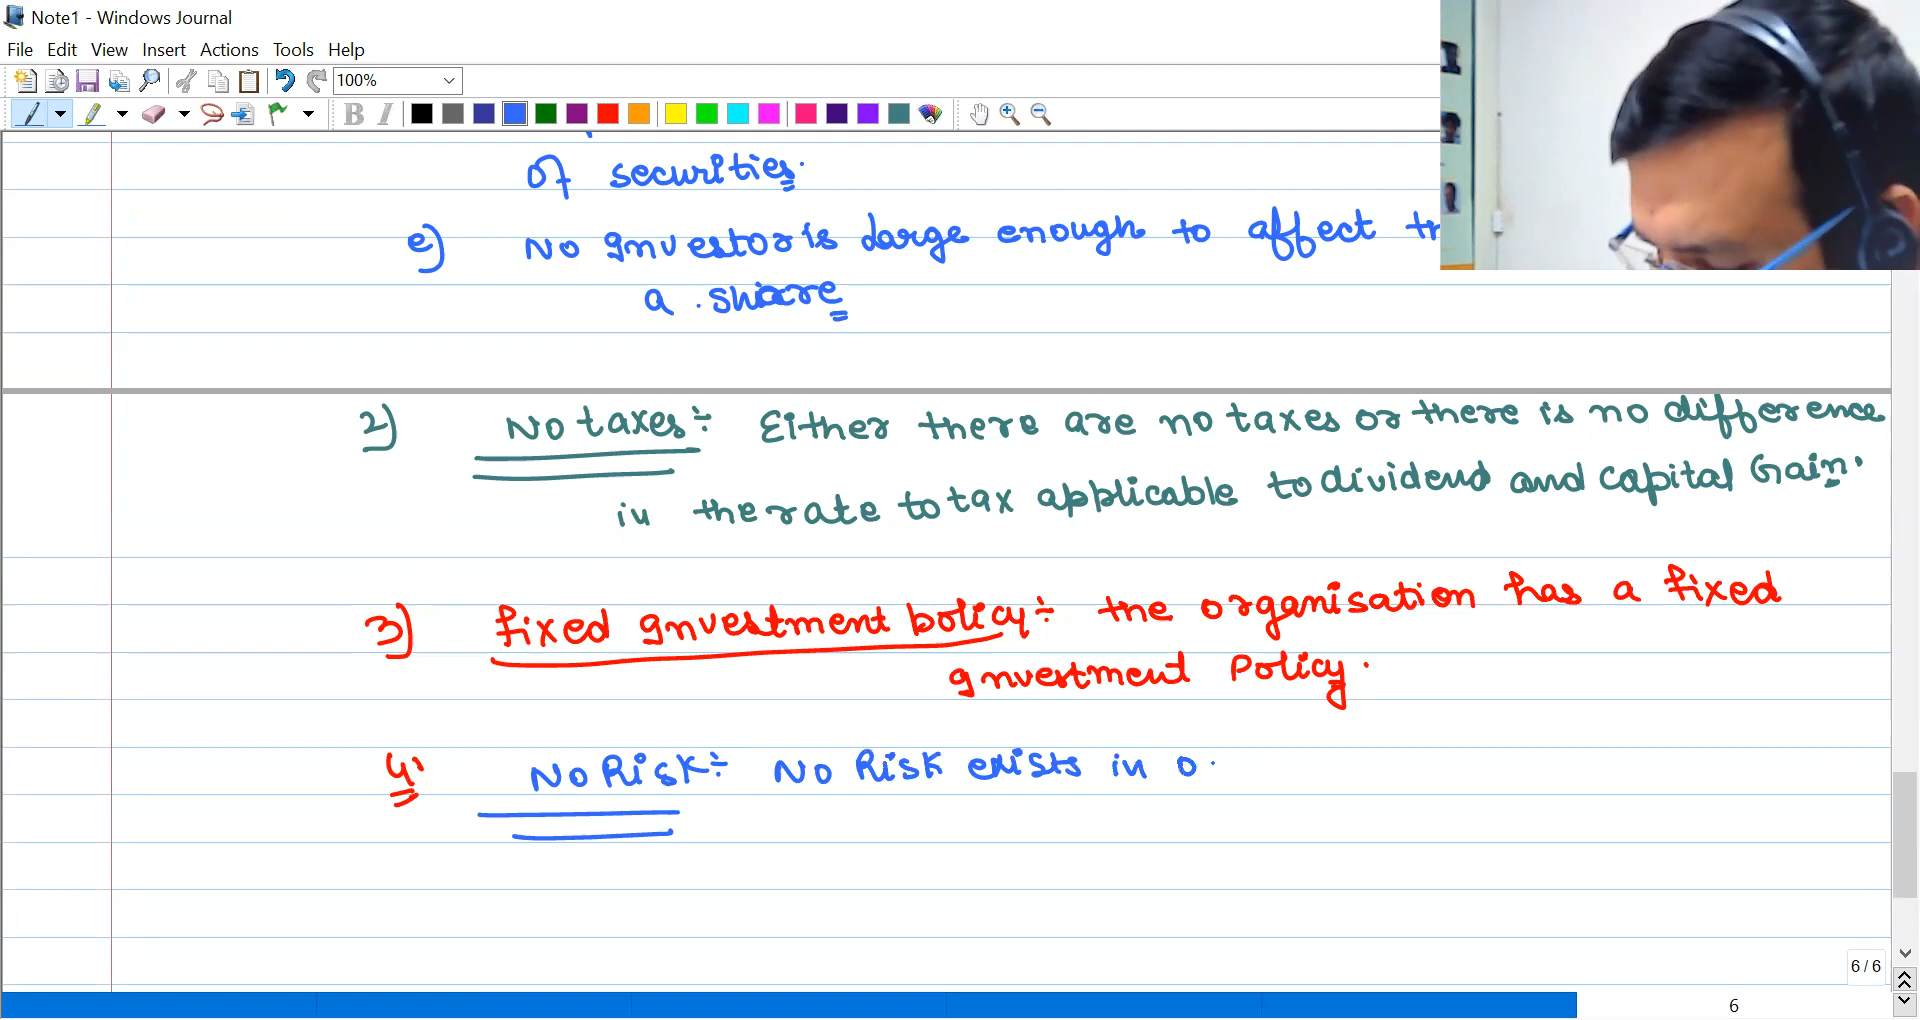 Note1 - Windows Journal
File Edit View Insert Actions Tools Help
100%
B I
of securities.
e) No Investor is large enough to affect
a share
2) No taxes:- Either there are no taxes or there is no difference
in the rate to tax applicable to dividend and capital Gain.
3) fixed Investment policy:- the organisation has a fixed
Investment Policy.
4. No Risk:- No Risk exists in o
6 / 6
6